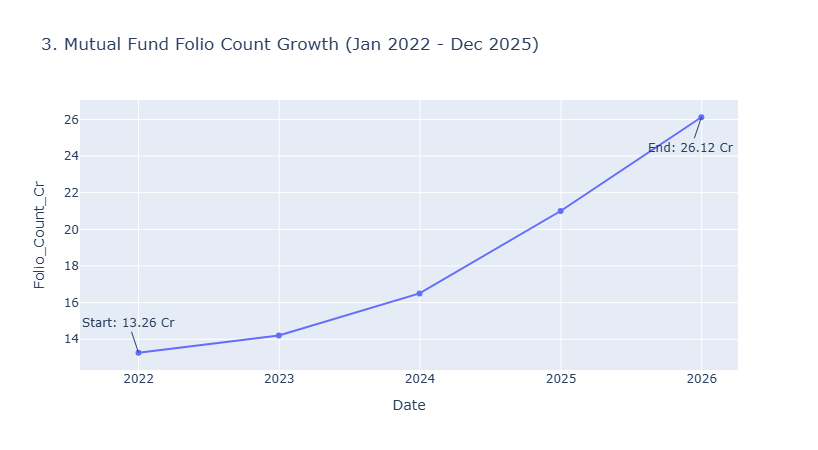 3. Mutual Fund Folio Count Growth (Jan 2022 - Dec 2025)
Folio_Count_Cr
26
24
22
20
18
16
14
End: 26.12 Cr
Start: 13.26 Cr
2022
2023
2024
2025
2026
Date